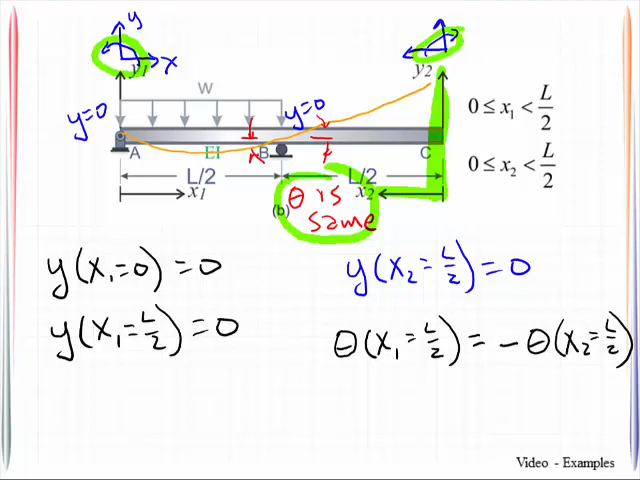 y
x
y₁
y₂
W
y=0
y=0
0 ≤ x₁ < L/2
A
EI
B
C
0 ≤ x₂ < L/2
L/2
L/2
x₁
x₂
(b)
θ is
same
y(x₁=0) = 0
y(x₂ = L/2) = 0
y(x₁ = L/2) = 0
θ(x₁ = L/2) = - θ(x₂ = L/2)
Video - Examples